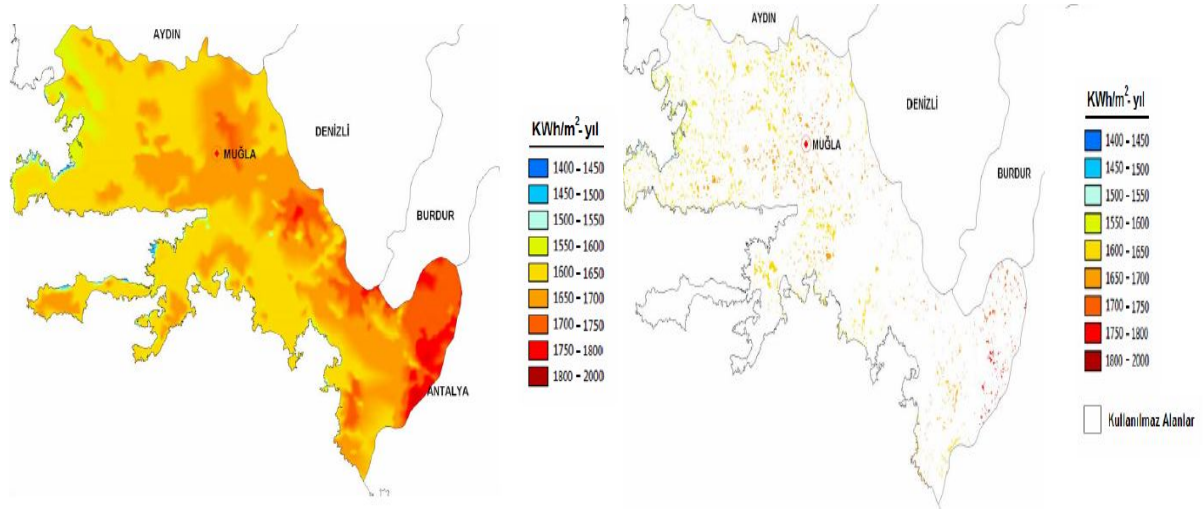 AYDIN
DENİZLİ
MUĞLA
BURDUR
ANTALYA
KWh/m²- yıl
1400 - 1450
1450 - 1500
1500 - 1550
1550 - 1600
1600 - 1650
1650 - 1700
1700 - 1750
1750 - 1800
1800 - 2000
AYDIN
DENİZLİ
MUĞLA
BURDUR
KWh/m²- yıl
1400 - 1450
1450 - 1500
1500 - 1550
1550 - 1600
1600 - 1650
1650 - 1700
1700 - 1750
1750 - 1800
1800 - 2000
Kullanılmaz Alanlar